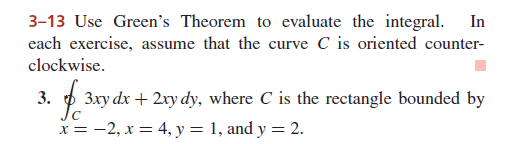 3–13 Use Green's Theorem to evaluate the integral. In
each exercise, assume that the curve C is oriented counter-
clockwise.
3. ∮_C 3xy dx + 2xy dy, where C is the rectangle bounded by
x = −2, x = 4, y = 1, and y = 2.